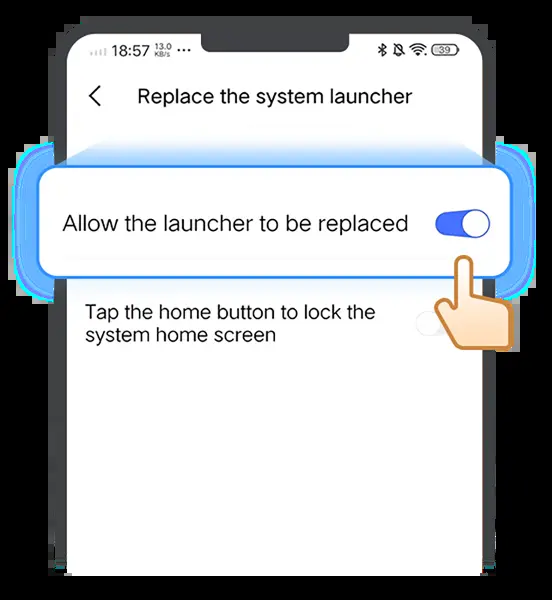 18:57 13.0 KB/s ··· 39
Replace the system launcher
Allow the launcher to be replaced
Tap the home button to lock the
system home screen